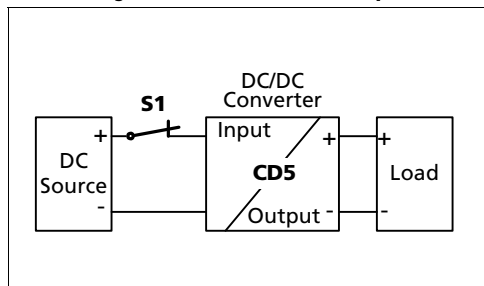 DC/DC
Converter
S1
+
Input
+
+
DC
Source
CD5
Load
-
Output
-
-